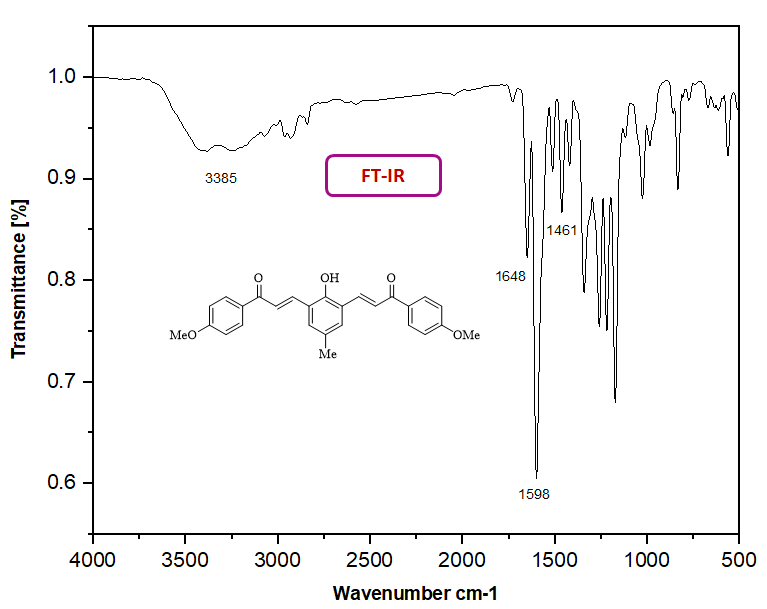 1.0
0.9
0.8
0.7
0.6
Transmittance [%]
3385
FT-IR
1461
1648
1598
O
OH
O
MeO
OMe
Me
4000 3500 3000 2500 2000 1500 1000 500
Wavenumber cm-1